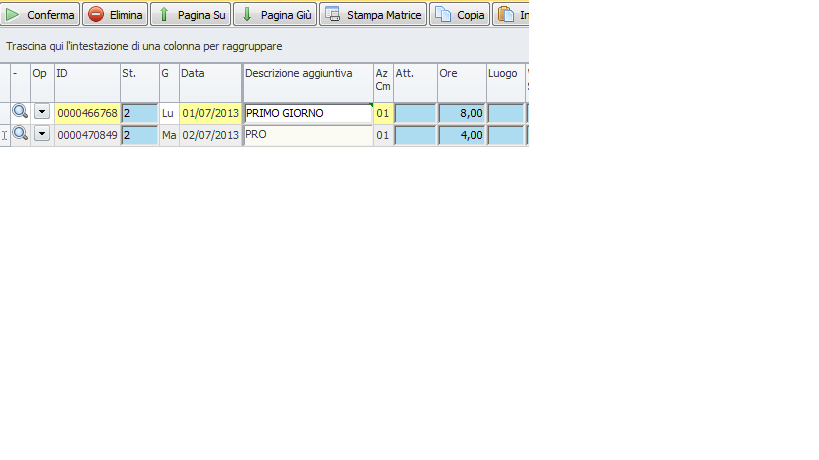 Conferma Elimina Pagina Su Pagina Giù Stampa Matrice Copia In
Trascina qui l'intestazione di una colonna per raggruppare
- Op ID St. G Data Descrizione aggiuntiva Az Cm Att. Ore Luogo
0000466768 2 Lu 01/07/2013 PRIMO GIORNO 01 8,00
0000470849 2 Ma 02/07/2013 PRO 01 4,00